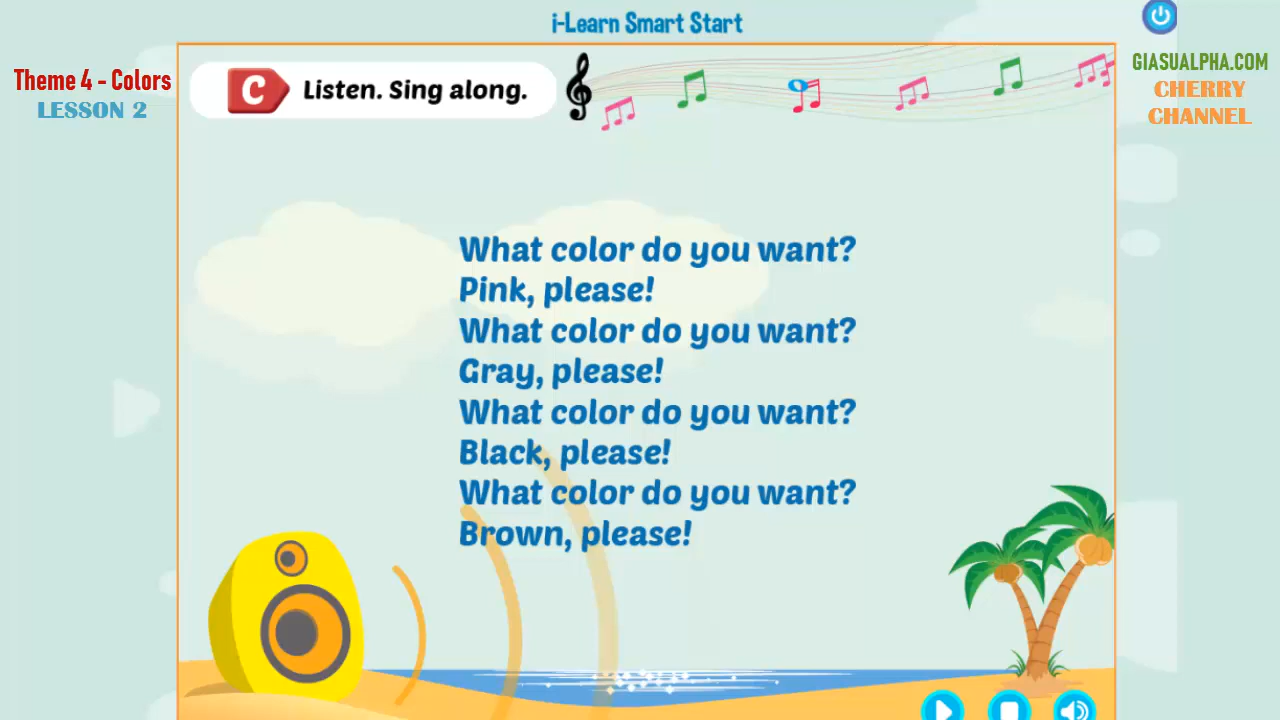 i-Learn Smart Start
Theme 4 - Colors
LESSON 2
C Listen. Sing along.
GIASUALPHA.COM
CHERRY
CHANNEL
What color do you want?
Pink, please!
What color do you want?
Gray, please!
What color do you want?
Black, please!
What color do you want?
Brown, please!